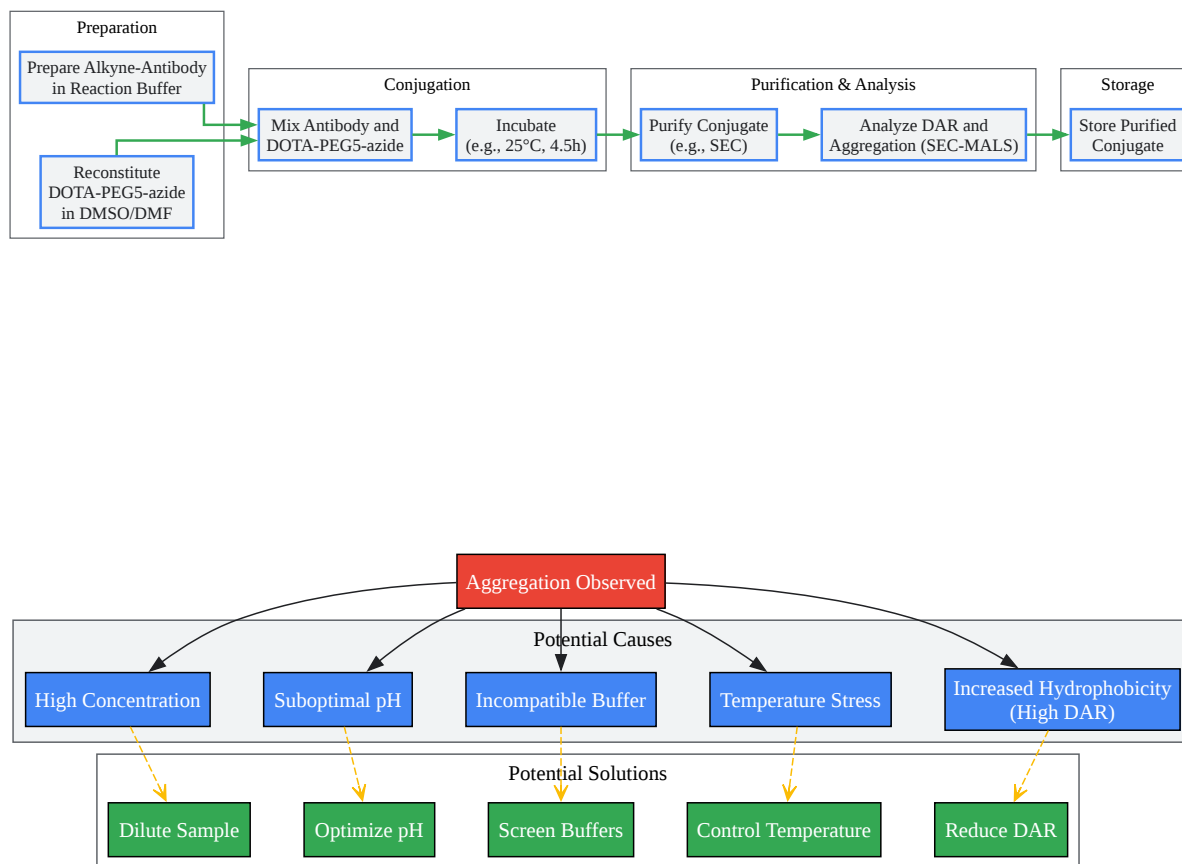 Preparation
Prepare Alkyne-Antibody
in Reaction Buffer
Reconstitute
DOTA-PEG5-azide
in DMSO/DMF
Conjugation
Mix Antibody and
DOTA-PEG5-azide
Incubate
(e.g., 25°C, 4.5h)
Purification & Analysis
Purify Conjugate
(e.g., SEC)
Analyze DAR and
Aggregation (SEC-MALS)
Storage
Store Purified
Conjugate
Aggregation Observed
Potential Causes
High Concentration
Suboptimal pH
Incompatible Buffer
Temperature Stress
Increased Hydrophobicity
(High DAR)
Potential Solutions
Dilute Sample
Optimize pH
Screen Buffers
Control Temperature
Reduce DAR